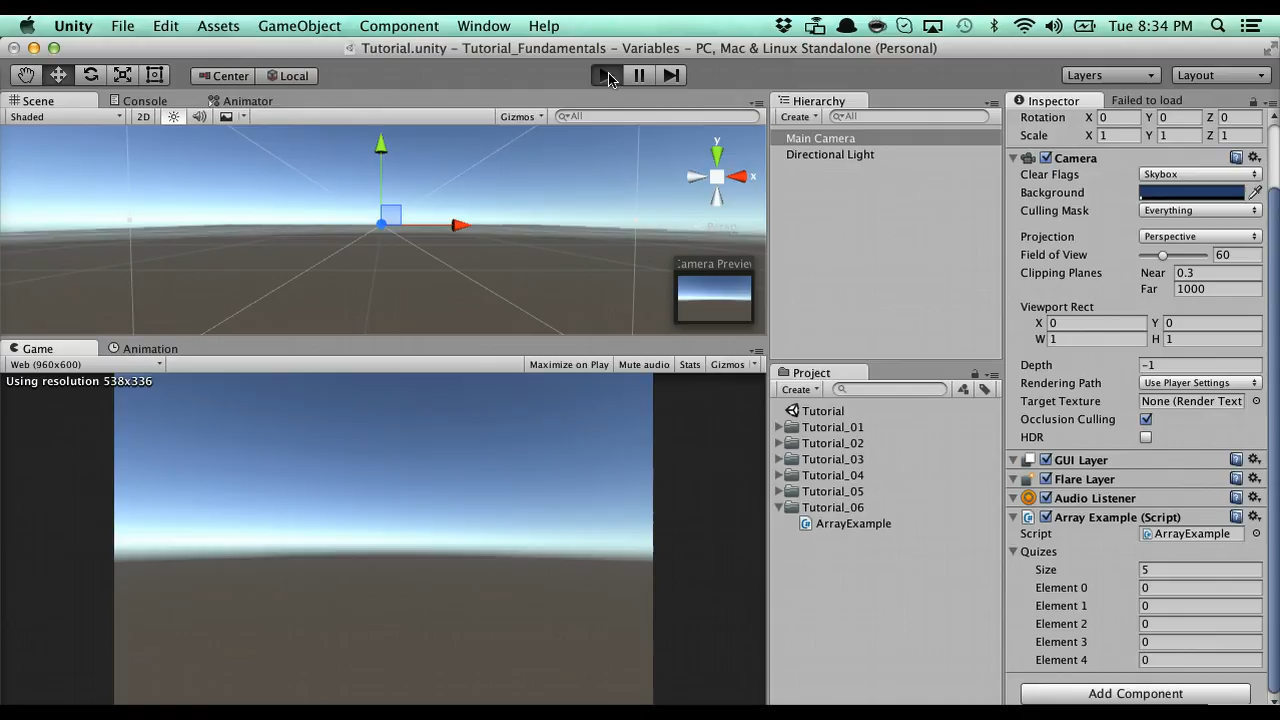 Unity File Edit Assets GameObject Component Window Help Tue 8:34 PM
Tutorial.unity – Tutorial_Fundamentals – Variables – PC, Mac & Linux Standalone (Personal)
Center Local Layers Layout
Scene Console Animator
Shaded 2D Gizmos All
y
x
Persp
Camera Preview
Game Animation
Web (960x600) Maximize on Play Mute audio Stats Gizmos
Using resolution 538x336
Hierarchy
Create All
Main Camera
Directional Light
Project
Create
Tutorial
Tutorial_01
Tutorial_02
Tutorial_03
Tutorial_04
Tutorial_05
Tutorial_06
ArrayExample
Inspector Failed to load
Rotation X 0 Y 0 Z 0
Scale X 1 Y 1 Z 1
Camera
Clear Flags Skybox
Background
Culling Mask Everything
Projection Perspective
Field of View 60
Clipping Planes Near 0.3
Far 1000
Viewport Rect
X 0 Y 0
W 1 H 1
Depth -1
Rendering Path Use Player Settings
Target Texture None (Render Text
Occlusion Culling
HDR
GUI Layer
Flare Layer
Audio Listener
Array Example (Script)
Script ArrayExample
Quizes
Size 5
Element 0 0
Element 1 0
Element 2 0
Element 3 0
Element 4 0
Add Component